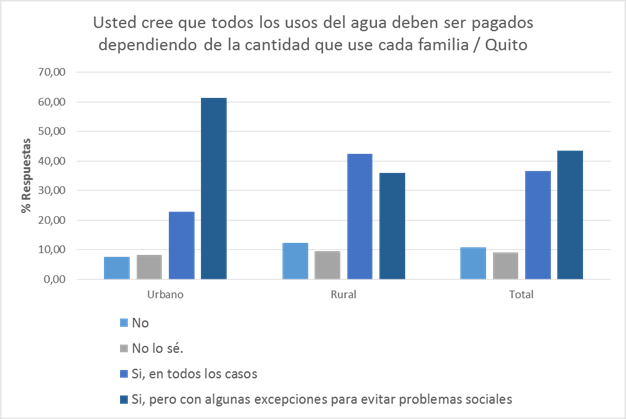 Usted cree que todos los usos del agua deben ser pagados
dependiendo de la cantidad que use cada familia / Quito
% Respuestas
70,00
60,00
50,00
40,00
30,00
20,00
10,00
0,00
Urbano
Rural
Total
No
No lo sé.
Si, en todos los casos
Si, pero con algunas excepciones para evitar problemas sociales